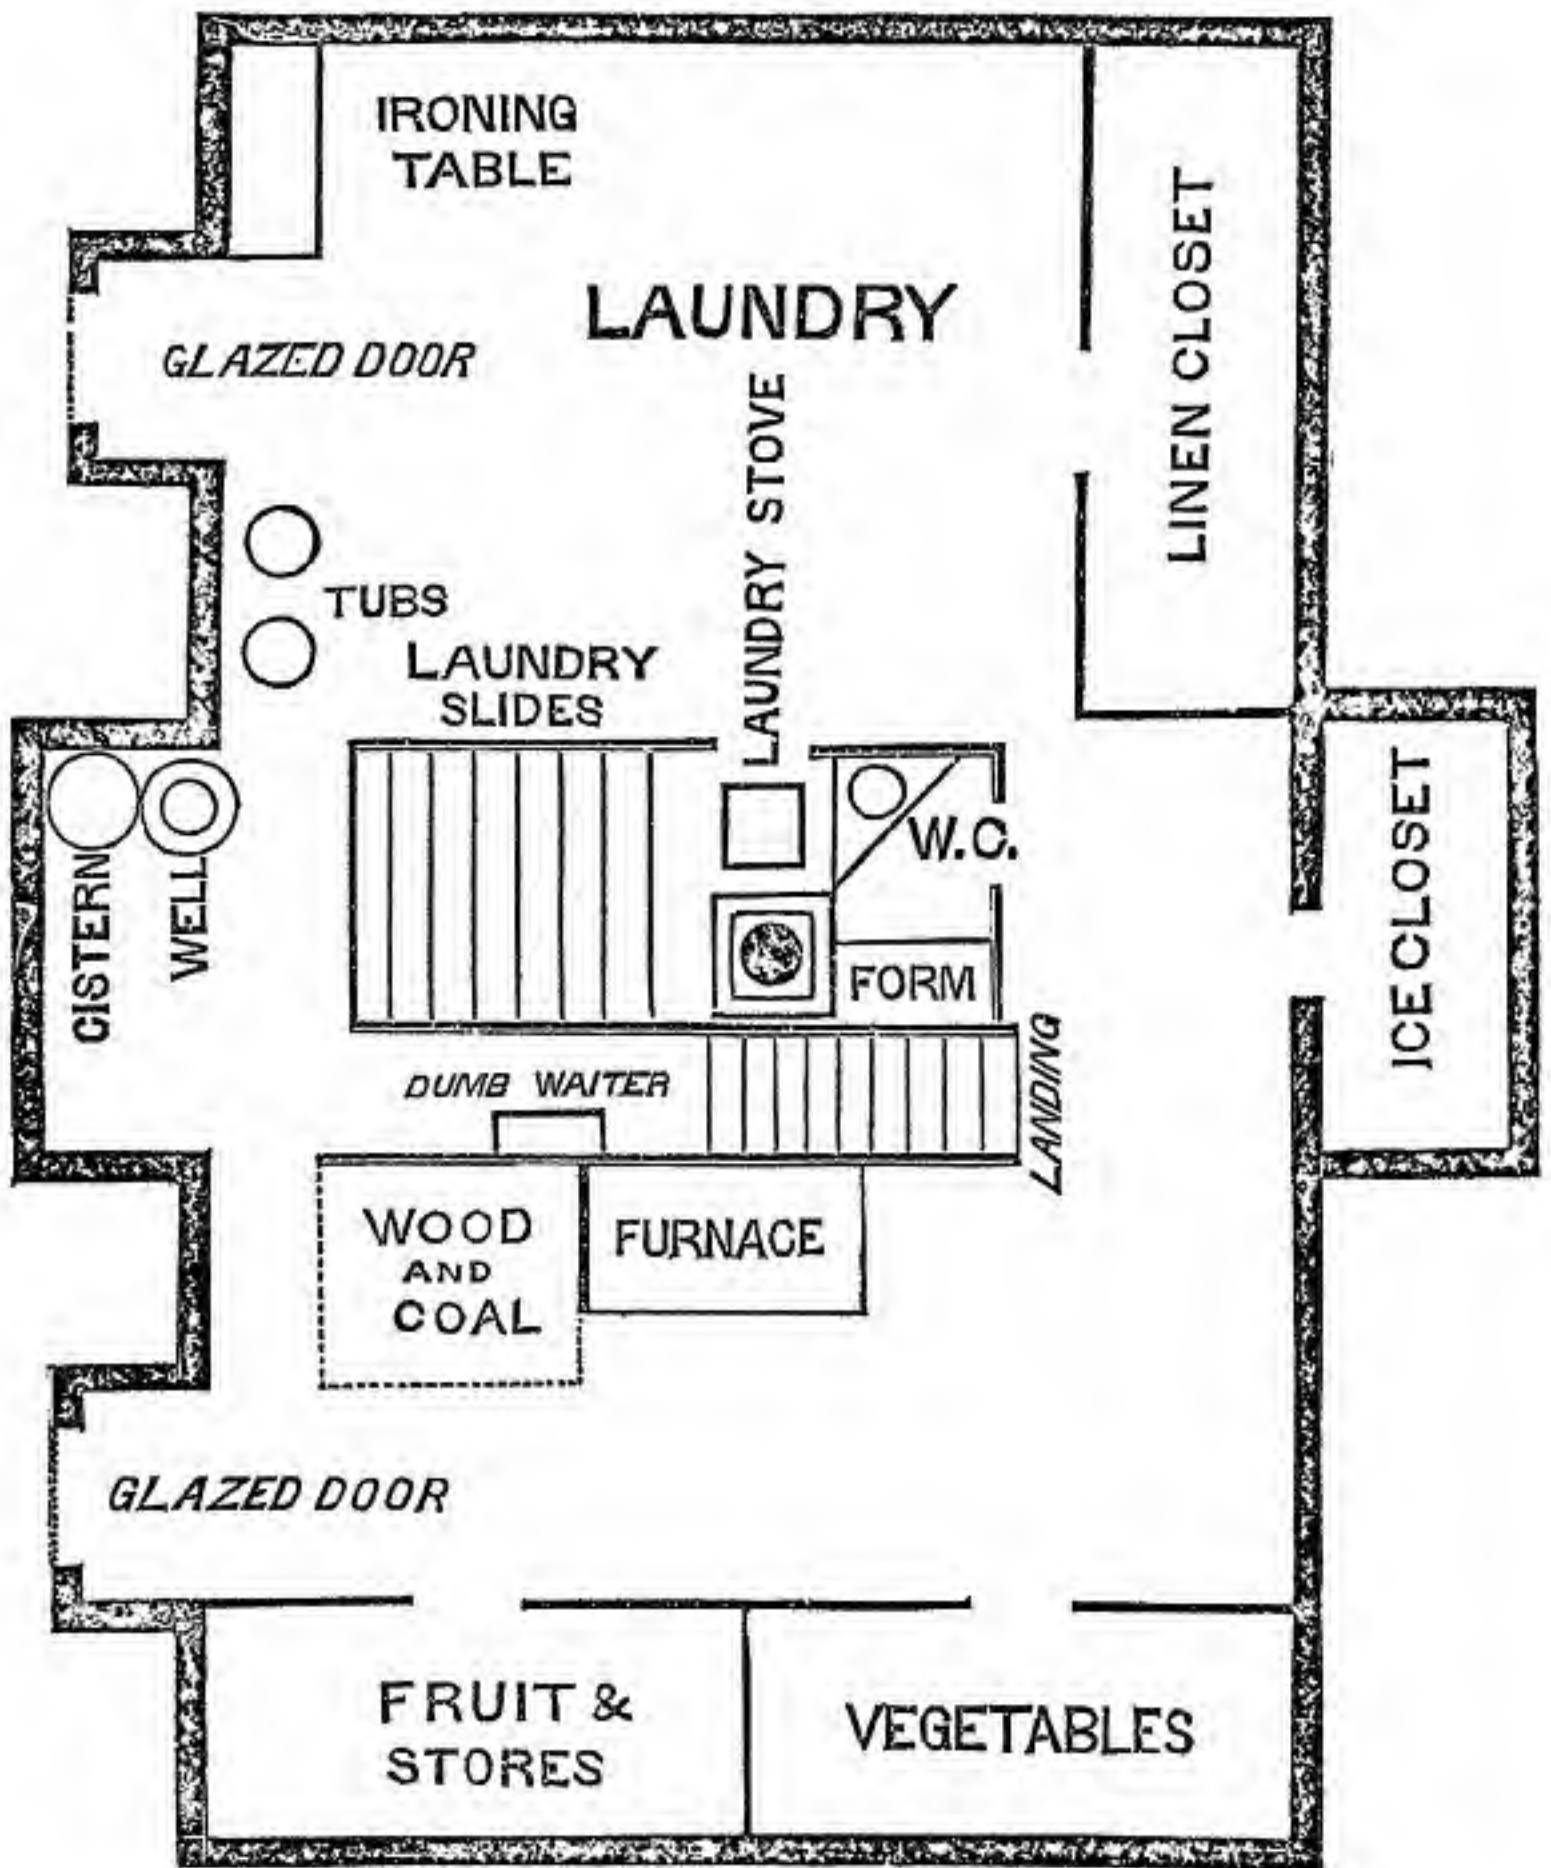 IRONING
TABLE
LAUNDRY
GLAZED DOOR
LINEN CLOSET
LAUNDRY STOVE
TUBS
LAUNDRY
SLIDES
CISTERN
WELL
W.C.
FORM
ICE CLOSET
DUMB WAITER
LANDING
WOOD
AND
COAL
FURNACE
GLAZED DOOR
FRUIT &
STORES
VEGETABLES